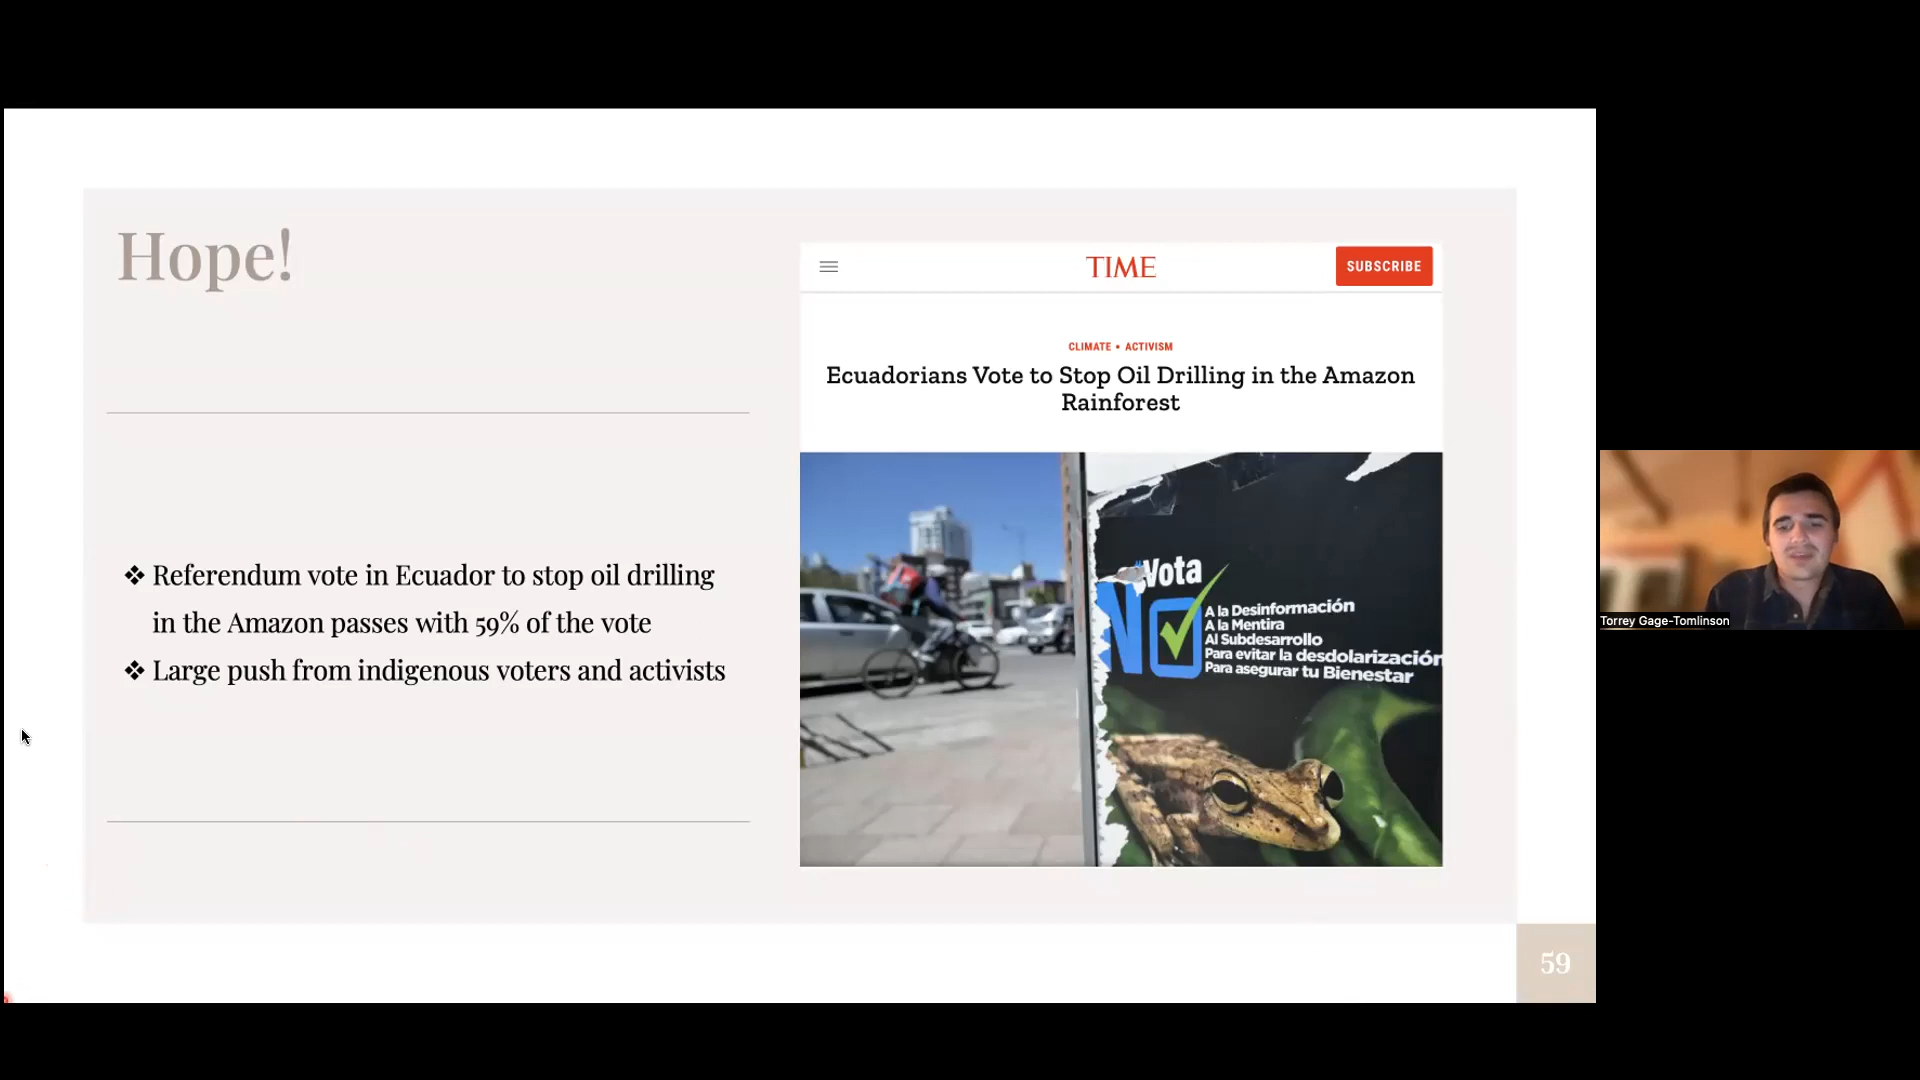 Hope!
❖ Referendum vote in Ecuador to stop oil drilling
in the Amazon passes with 59% of the vote
❖ Large push from indigenous voters and activists
TIME
SUBSCRIBE
CLIMATE • ACTIVISM
Ecuadorians Vote to Stop Oil Drilling in the Amazon
Rainforest
Vota
NO
A la Desinformación
A la Mentira
Al Subdesarrollo
Para evitar la desdolarización
Para asegurar tu Bienestar
59
Torrey Gage-Tomlinson